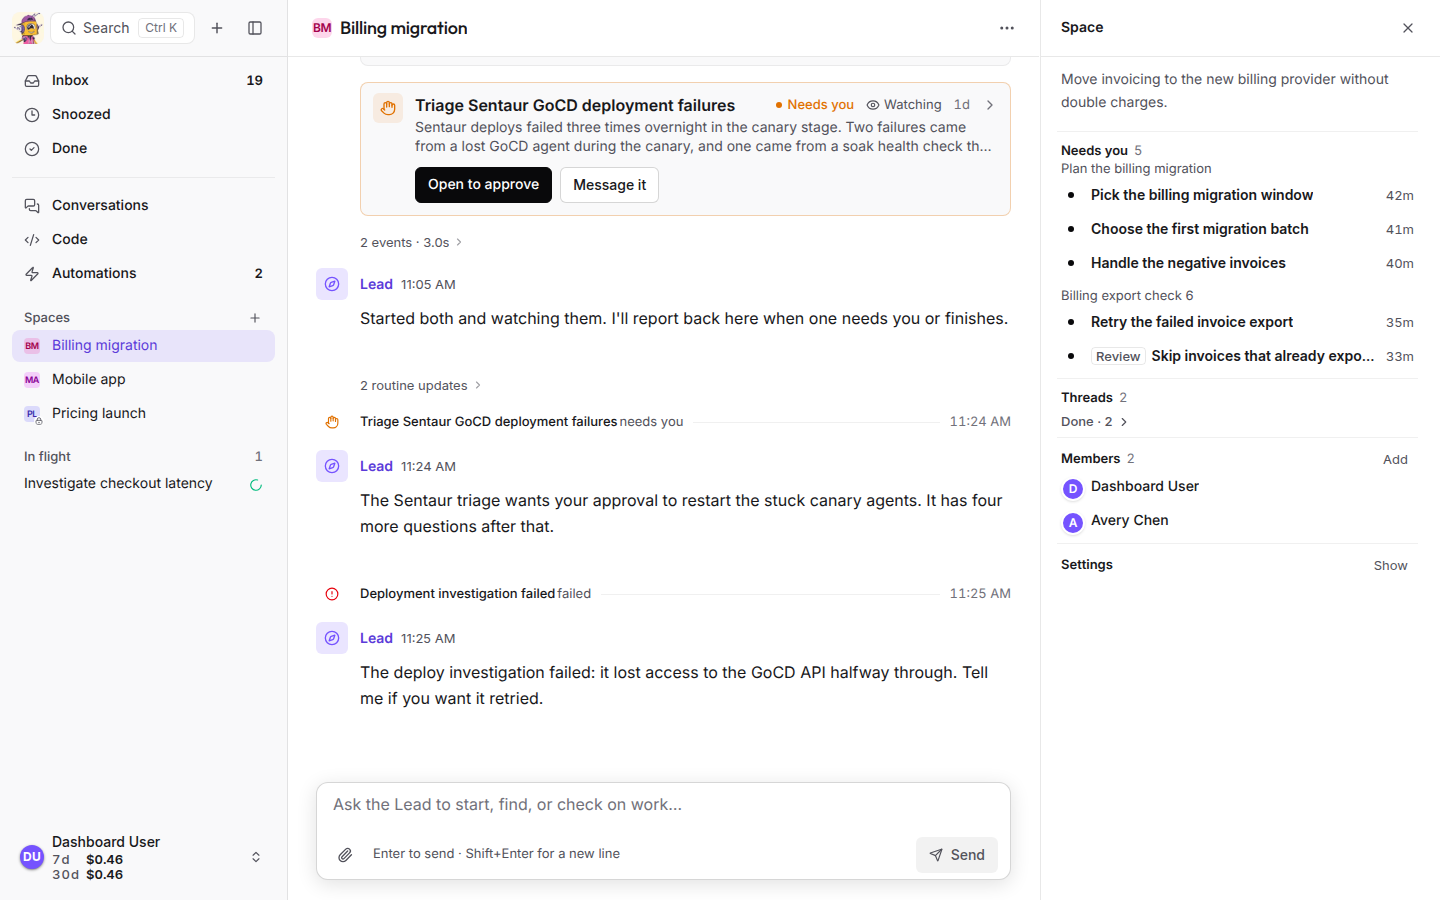 Search Ctrl K
Inbox 19
Snoozed
Done
Conversations
Code
Automations 2
Spaces
BM Billing migration
MA Mobile app
PL Pricing launch
In flight 1
Investigate checkout latency
DU Dashboard User
7d $0.46
30d $0.46
BM Billing migration
Triage Sentaur GoCD deployment failures Needs you Watching 1d
Sentaur deploys failed three times overnight in the canary stage. Two failures came
from a lost GoCD agent during the canary, and one came from a soak health check th...
Open to approve Message it
2 events · 3.0s
Lead 11:05 AM
Started both and watching them. I'll report back here when one needs you or finishes.
2 routine updates
Triage Sentaur GoCD deployment failures needs you 11:24 AM
Lead 11:24 AM
The Sentaur triage wants your approval to restart the stuck canary agents. It has four
more questions after that.
Deployment investigation failed failed 11:25 AM
Lead 11:25 AM
The deploy investigation failed: it lost access to the GoCD API halfway through. Tell
me if you want it retried.
Ask the Lead to start, find, or check on work...
Enter to send · Shift+Enter for a new line Send
Space
Move invoicing to the new billing provider without
double charges.
Needs you 5
Plan the billing migration
Pick the billing migration window 42m
Choose the first migration batch 41m
Handle the negative invoices 40m
Billing export check 6
Retry the failed invoice export 35m
Review Skip invoices that already expo... 33m
Threads 2
Done · 2
Members 2 Add
D Dashboard User
A Avery Chen
Settings Show